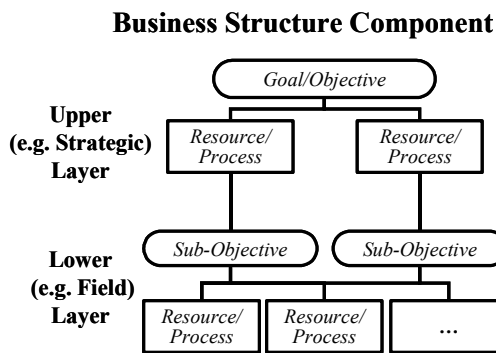 Business Structure Component
Goal/Objective
Upper
(e.g. Strategic)
Layer
Resource/
Process
Resource/
Process
Sub-Objective
Sub-Objective
Lower
(e.g. Field)
Layer
Resource/
Process
Resource/
Process
...